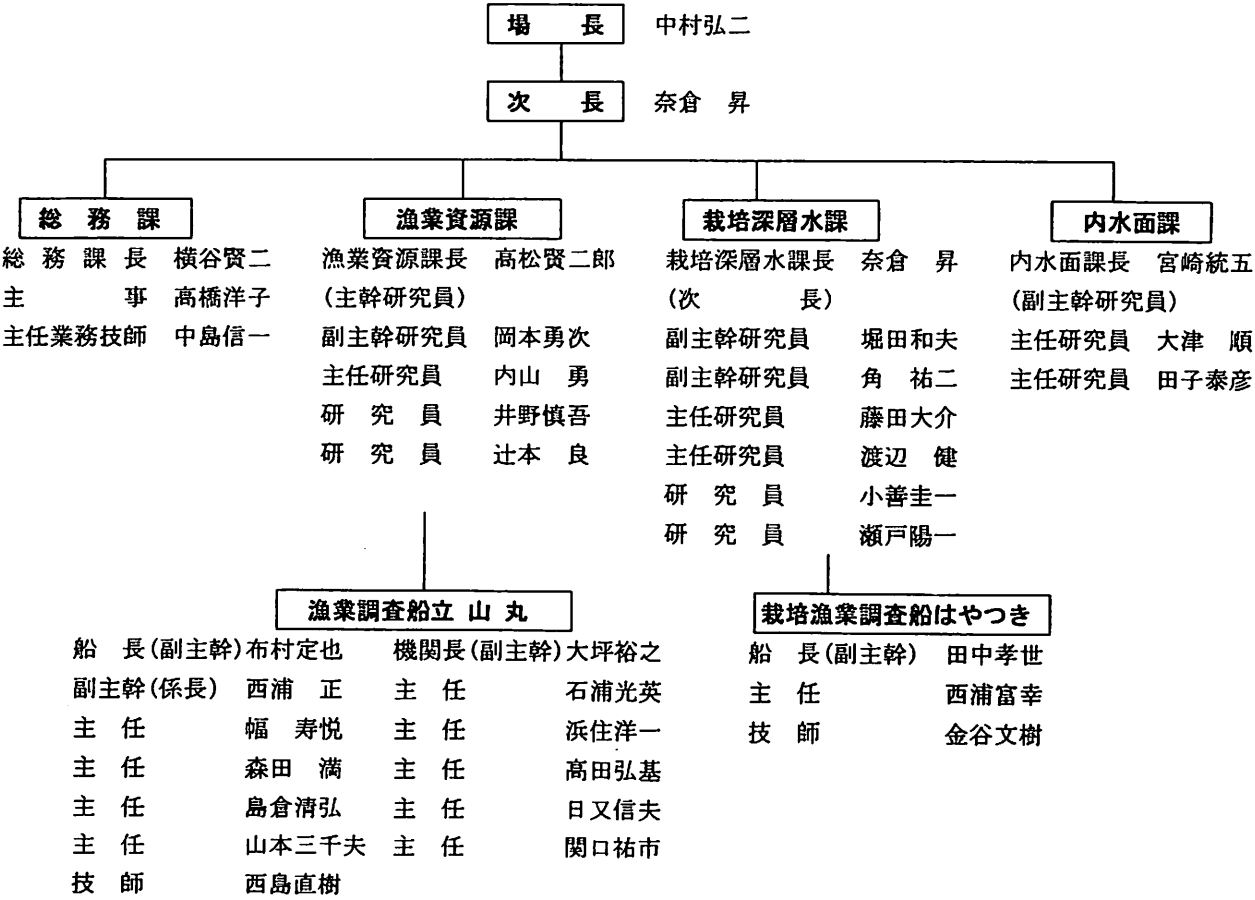 場　長　中村弘二
次　長　奈倉　昇
総　務　課
総　務　課　長　横谷賢二
主　事　高橋洋子
主任業務技師　中島信一
漁業資源課
漁業資源課長　高松賢二郎
(主幹研究員)
副主幹研究員　岡本勇次
主任研究員　内山　勇
研　究　員　井野慎吾
研　究　員　辻本　良
栽培深層水課
栽培深層水課長　奈倉　昇
(次　長)
副主幹研究員　堀田和夫
副主幹研究員　角　祐二
主任研究員　藤田大介
主任研究員　渡辺　健
研　究　員　小善圭一
研　究　員　瀬戸陽一
内水面課
内水面課長　宮崎統五
(副主幹研究員)
主任研究員　大津　順
主任研究員　田子泰彦
漁業調査船立 山 丸
船　長(副主幹)布村定也　機関長(副主幹)大坪裕之
副主幹(係長)　西浦　正　主　任　石浦光英
主　任　幅　寿悦　主　任　浜住洋一
主　任　森田　満　主　任　高田弘基
主　任　島倉清弘　主　任　日又信夫
主　任　山本三千夫　主　任　関口祐市
技　師　西島直樹
栽培漁業調査船はやつき
船　長(副主幹)　田中孝世
主　任　西浦富幸
技　師　金谷文樹